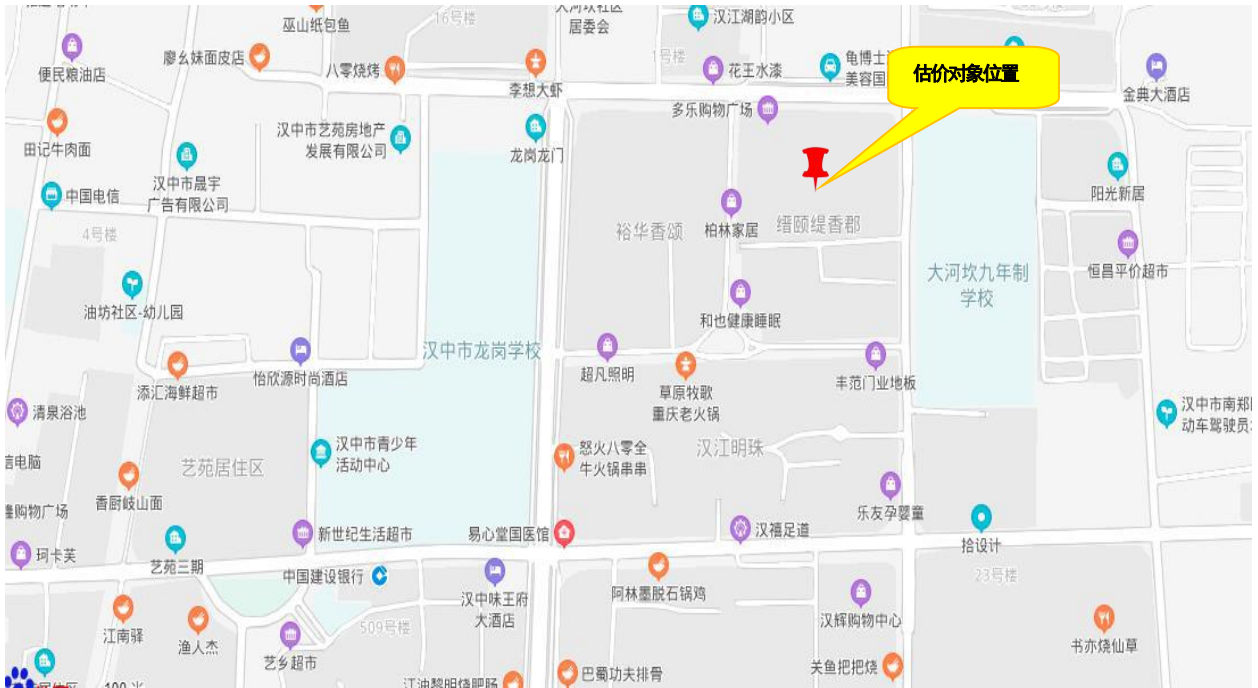 16号楼
大河坎社区
居委会
汉江湖韵小区
巫山纸包鱼
廖幺妹面皮店
便民粮油店
八零烧烤
李想大虾
1号楼
花王水漆
龟博士
美容国
估价对象位置
金典大酒店
多乐购物广场
田记牛肉面
汉中市艺苑房地产
发展有限公司
龙岗龙门
汉中市晟宇
广告有限公司
中国电信
阳光新居
4号楼
裕华香颂
柏林家居
缙颐缇香郡
大河坎九年制
学校
恒昌平价超市
油坊社区-幼儿园
和也健康睡眠
汉中市龙岗学校
怡欣源时尚酒店
超凡照明
草原牧歌
重庆老火锅
丰范门业地板
添汇海鲜超市
清泉浴池
汉中市南郑
动车驾驶员
汉中市青少年
活动中心
怒火八零全
牛火锅串串
汉江明珠
信电脑
艺苑居住区
香厨岐山面
购物广场
乐友孕婴童
新世纪生活超市
易心堂国医馆
汉禧足道
拾设计
珂卡芙
艺苑三期
中国建设银行
汉中味王府
大酒店
阿林墨脱石锅鸡
23号楼
江南驿
渔人杰
509号楼
汉辉购物中心
书亦烧仙草
艺乡超市
巴蜀功夫排骨
关鱼把把烧
江油黎明烧肥肠
居住区
100 米